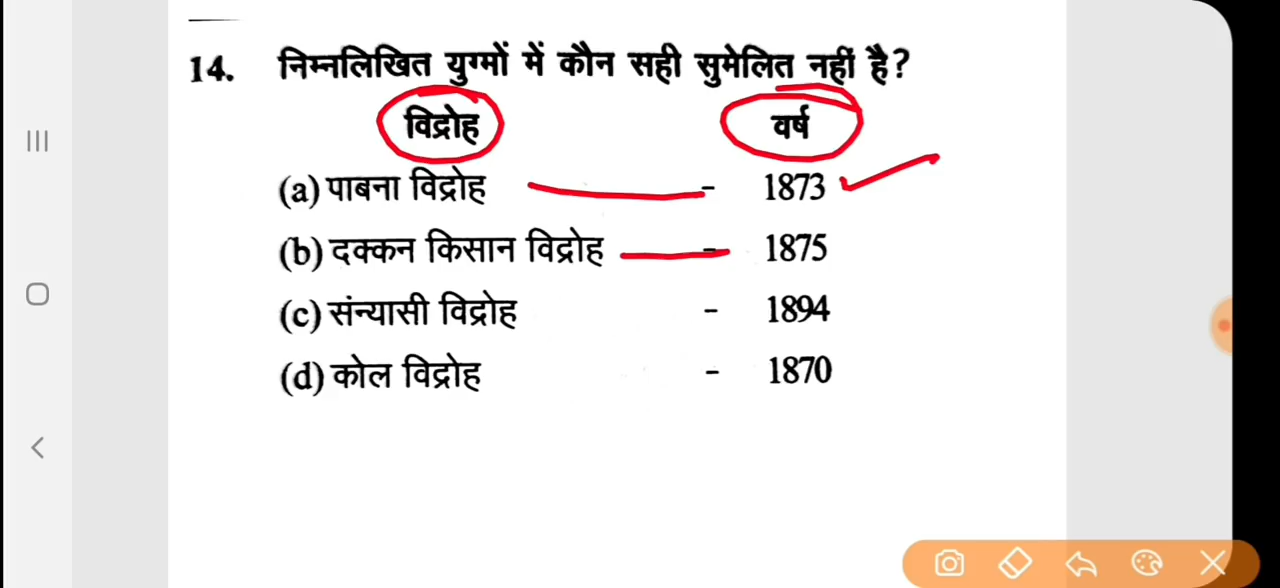 14. निम्नलिखित युग्मों में कौन सही सुमेलित नहीं है?
विद्रोह वर्ष
(a) पाबना विद्रोह - 1873
(b) दक्कन किसान विद्रोह - 1875
(c) संन्यासी विद्रोह - 1894
(d) कोल विद्रोह - 1870